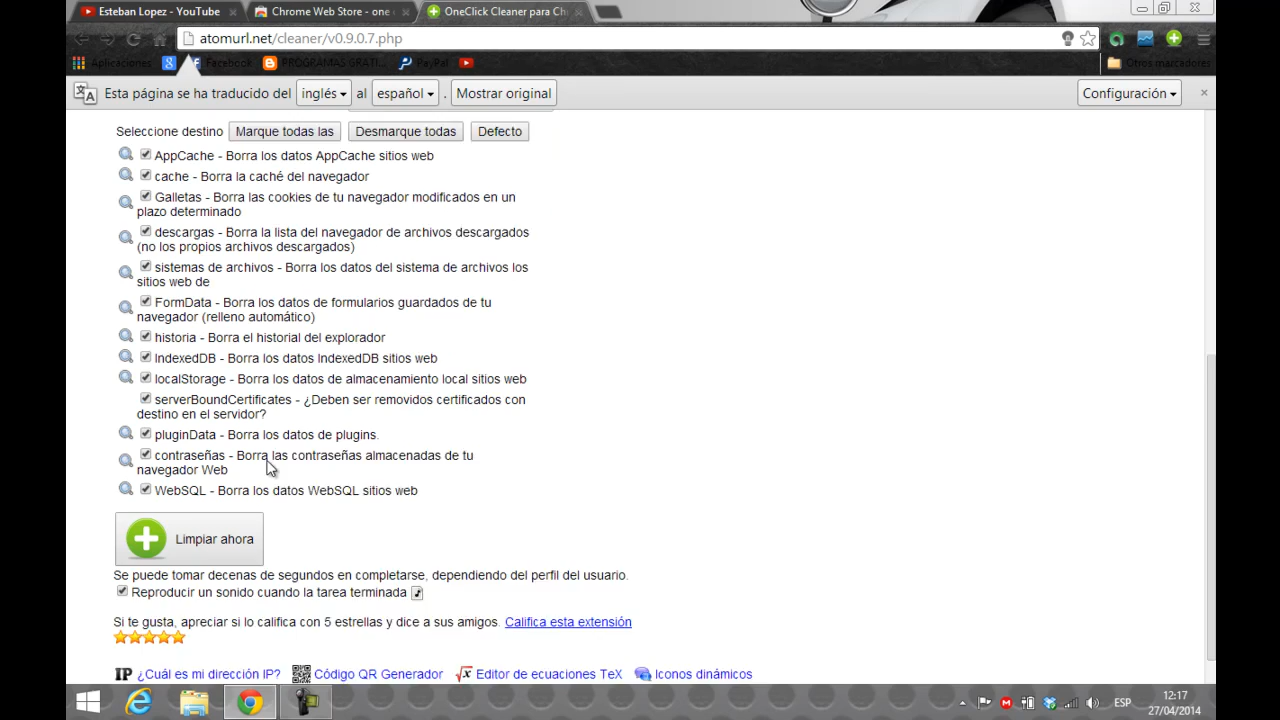 Esteban Lopez - YouTube
Chrome Web Store - one
OneClick Cleaner para Ch
atomurl.net/cleaner/v0.9.0.7.php
Aplicaciones
Facebook
PROGRAMAS GRATI...
PayPal
Otros marcadores
Esta página se ha traducido del inglés al español . Mostrar original Configuración
Seleccione destino Marque todas las Desmarque todas Defecto
AppCache - Borra los datos AppCache sitios web
cache - Borra la caché del navegador
Galletas - Borra las cookies de tu navegador modificados en un
plazo determinado
descargas - Borra la lista del navegador de archivos descargados
(no los propios archivos descargados)
sistemas de archivos - Borra los datos del sistema de archivos los
sitios web de
FormData - Borra los datos de formularios guardados de tu
navegador (relleno automático)
historia - Borra el historial del explorador
IndexedDB - Borra los datos IndexedDB sitios web
localStorage - Borra los datos de almacenamiento local sitios web
serverBoundCertificates - ¿Deben ser removidos certificados con
destino en el servidor?
pluginData - Borra los datos de plugins.
contraseñas - Borra las contraseñas almacenadas de tu
navegador Web
WebSQL - Borra los datos WebSQL sitios web
Limpiar ahora
Se puede tomar decenas de segundos en completarse, dependiendo del perfil del usuario.
Reproducir un sonido cuando la tarea terminada
Si te gusta, apreciar si lo califica con 5 estrellas y dice a sus amigos. Califica esta extensión
IP ¿Cuál es mi dirección IP? Código QR Generador Editor de ecuaciones TeX Iconos dinámicos
ESP
12:17
27/04/2014